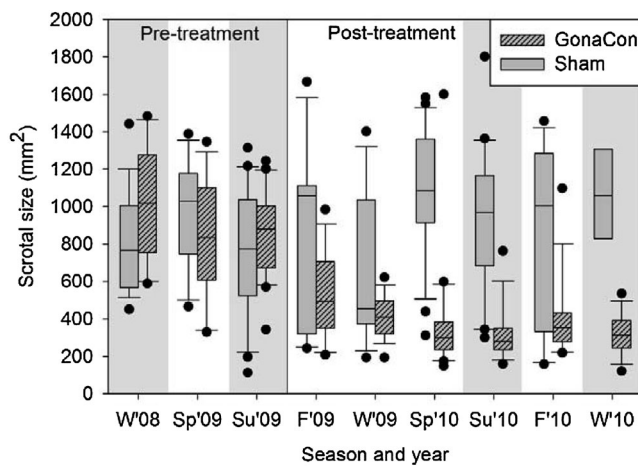 Scrotal size (mm²)
2000
1800
1600
1400
1200
1000
800
600
400
200
0
Pre-treatment
Post-treatment
GonaCon
Sham
W'08 Sp'09 Su'09 F'09 W'09 Sp'10 Su'10 F'10 W'10
Season and year